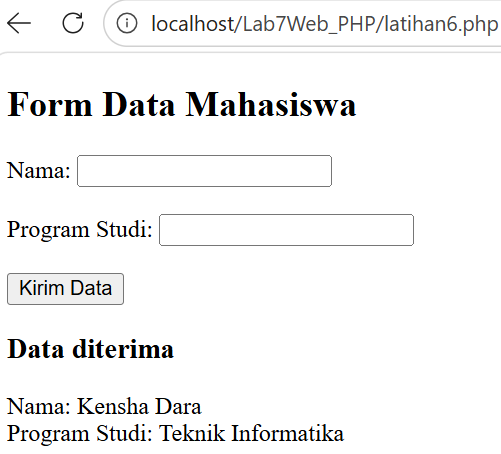 localhost/Lab7Web_PHP/latihan6.php
Form Data Mahasiswa
Nama:
Program Studi:
Kirim Data
Data diterima
Nama: Kensha Dara
Program Studi: Teknik Informatika